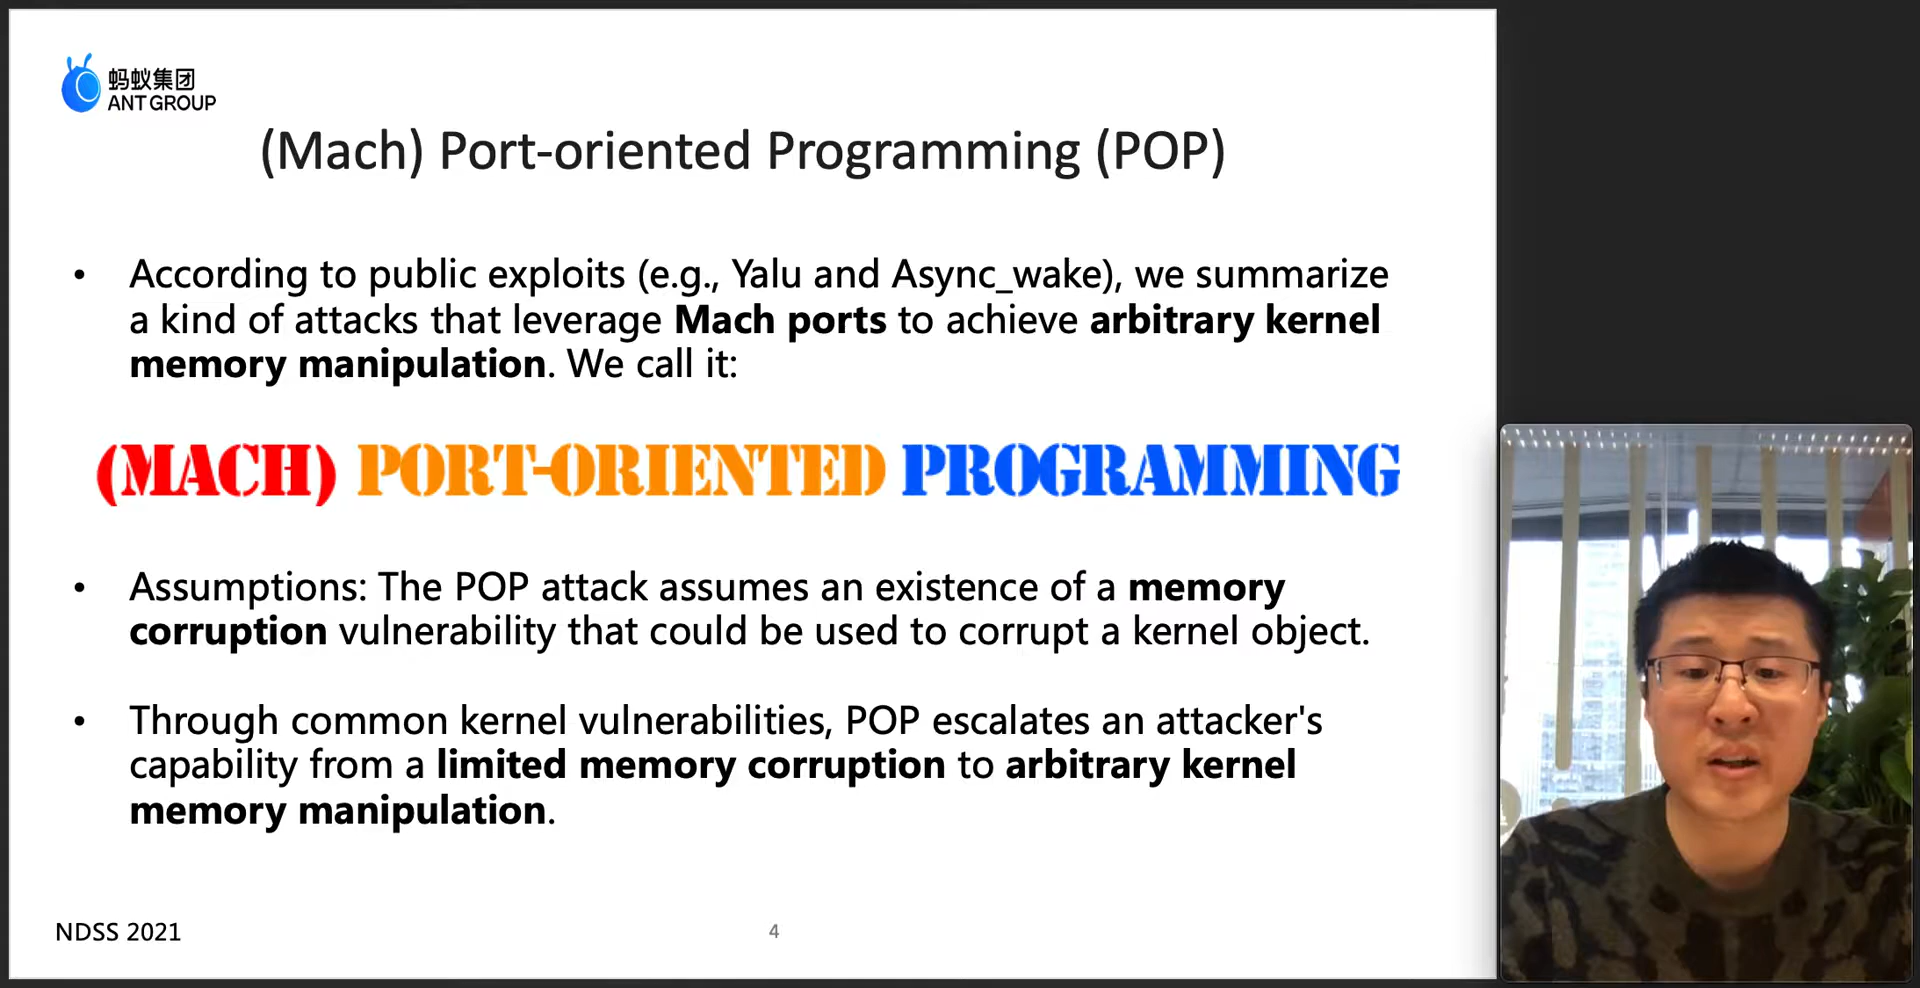 蚂蚁集团
ANT GROUP
(Mach) Port-oriented Programming (POP)
• According to public exploits (e.g., Yalu and Async_wake), we summarize
a kind of attacks that leverage Mach ports to achieve arbitrary kernel
memory manipulation. We call it:
(MACH) PORT-ORIENTED PROGRAMMING
• Assumptions: The POP attack assumes an existence of a memory
corruption vulnerability that could be used to corrupt a kernel object.
• Through common kernel vulnerabilities, POP escalates an attacker's
capability from a limited memory corruption to arbitrary kernel
memory manipulation.
NDSS 2021
4